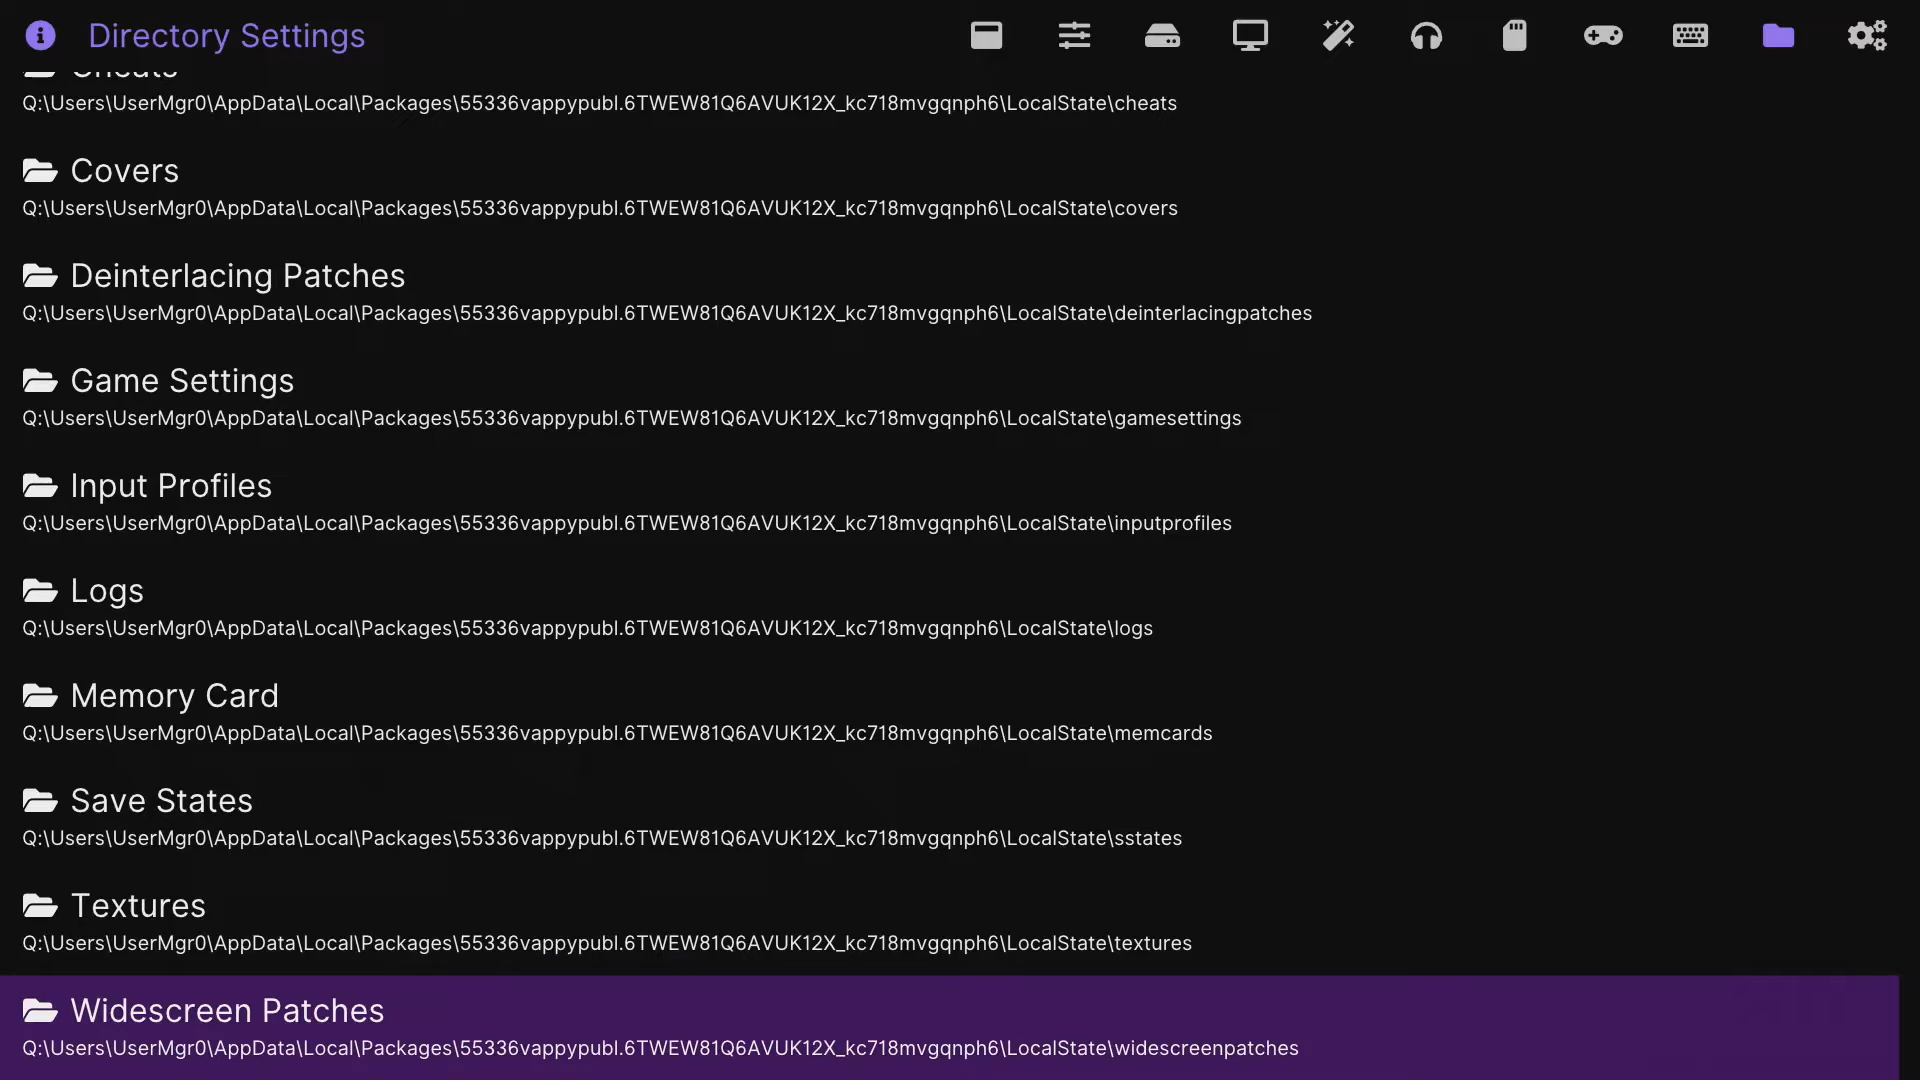 Directory Settings
Cheats
Q:\Users\UserMgr0\AppData\Local\Packages\55336vappypubl.6TWEW81Q6AVUK12X_kc718mvgqnph6\LocalState\cheats
Covers
Q:\Users\UserMgr0\AppData\Local\Packages\55336vappypubl.6TWEW81Q6AVUK12X_kc718mvgqnph6\LocalState\covers
Deinterlacing Patches
Q:\Users\UserMgr0\AppData\Local\Packages\55336vappypubl.6TWEW81Q6AVUK12X_kc718mvgqnph6\LocalState\deinterlacingpatches
Game Settings
Q:\Users\UserMgr0\AppData\Local\Packages\55336vappypubl.6TWEW81Q6AVUK12X_kc718mvgqnph6\LocalState\gamesettings
Input Profiles
Q:\Users\UserMgr0\AppData\Local\Packages\55336vappypubl.6TWEW81Q6AVUK12X_kc718mvgqnph6\LocalState\inputprofiles
Logs
Q:\Users\UserMgr0\AppData\Local\Packages\55336vappypubl.6TWEW81Q6AVUK12X_kc718mvgqnph6\LocalState\logs
Memory Card
Q:\Users\UserMgr0\AppData\Local\Packages\55336vappypubl.6TWEW81Q6AVUK12X_kc718mvgqnph6\LocalState\memcards
Save States
Q:\Users\UserMgr0\AppData\Local\Packages\55336vappypubl.6TWEW81Q6AVUK12X_kc718mvgqnph6\LocalState\sstates
Textures
Q:\Users\UserMgr0\AppData\Local\Packages\55336vappypubl.6TWEW81Q6AVUK12X_kc718mvgqnph6\LocalState\textures
Widescreen Patches
Q:\Users\UserMgr0\AppData\Local\Packages\55336vappypubl.6TWEW81Q6AVUK12X_kc718mvgqnph6\LocalState\widescreenpatches